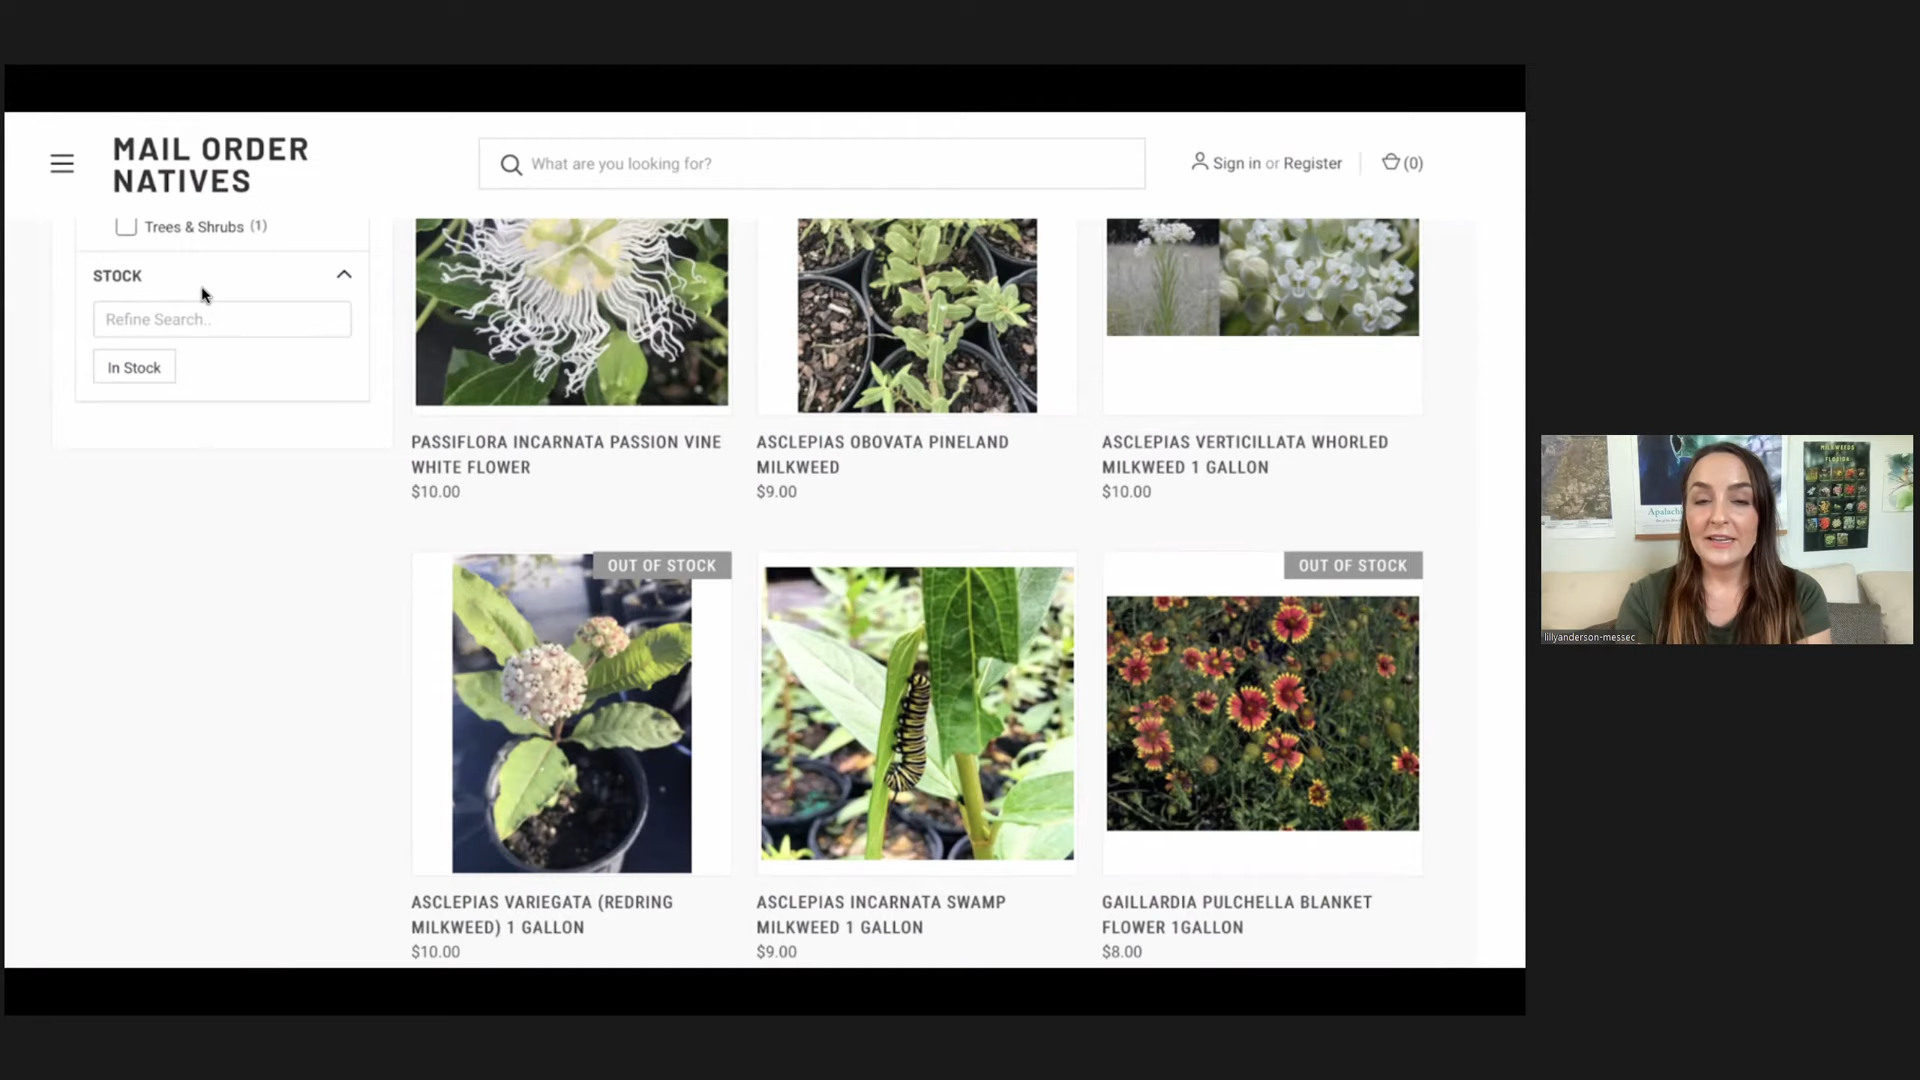 MAIL ORDER
NATIVES
What are you looking for?
Sign in or Register
(0)
Trees & Shrubs (1)
STOCK
Refine Search..
In Stock
PASSIFLORA INCARNATA PASSION VINE
WHITE FLOWER
$10.00
ASCLEPIAS OBOVATA PINELAND
MILKWEED
$9.00
ASCLEPIAS VERTICILLATA WHORLED
MILKWEED 1 GALLON
$10.00
OUT OF STOCK
OUT OF STOCK
ASCLEPIAS VARIEGATA (REDRING
MILKWEED) 1 GALLON
$10.00
ASCLEPIAS INCARNATA SWAMP
MILKWEED 1 GALLON
$9.00
GAILLARDIA PULCHELLA BLANKET
FLOWER 1GALLON
$8.00
MILKWEEDS
FLORIDA
Apalachi
lillyanderson-messec